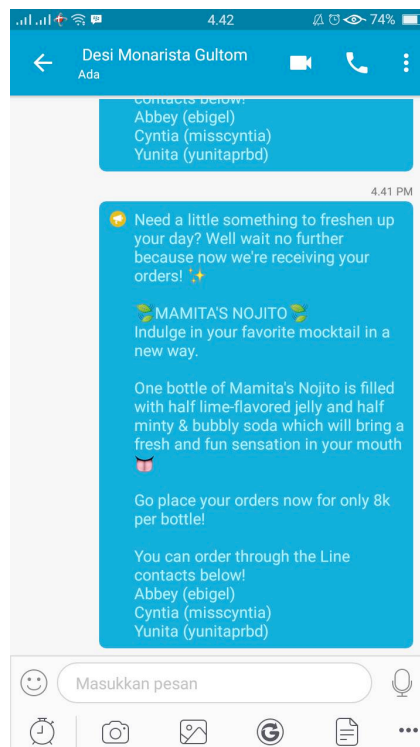 4.42
74%
Desi Monarista Gultom
Ada
contacts below!
Abbey (ebigel)
Cyntia (misscyntia)
Yunita (yunitaprbd)
4.41 PM
Need a little something to freshen up
your day? Well wait no further
because now we're receiving your
orders! ✨
🌿MAMITA'S NOJITO🌿
Indulge in your favorite mocktail in a
new way.
One bottle of Mamita's Nojito is filled
with half lime-flavored jelly and half
minty & bubbly soda which will bring a
fresh and fun sensation in your mouth
👅
Go place your orders now for only 8k
per bottle!
You can order through the Line
contacts below!
Abbey (ebigel)
Cyntia (misscyntia)
Yunita (yunitaprbd)
Masukkan pesan